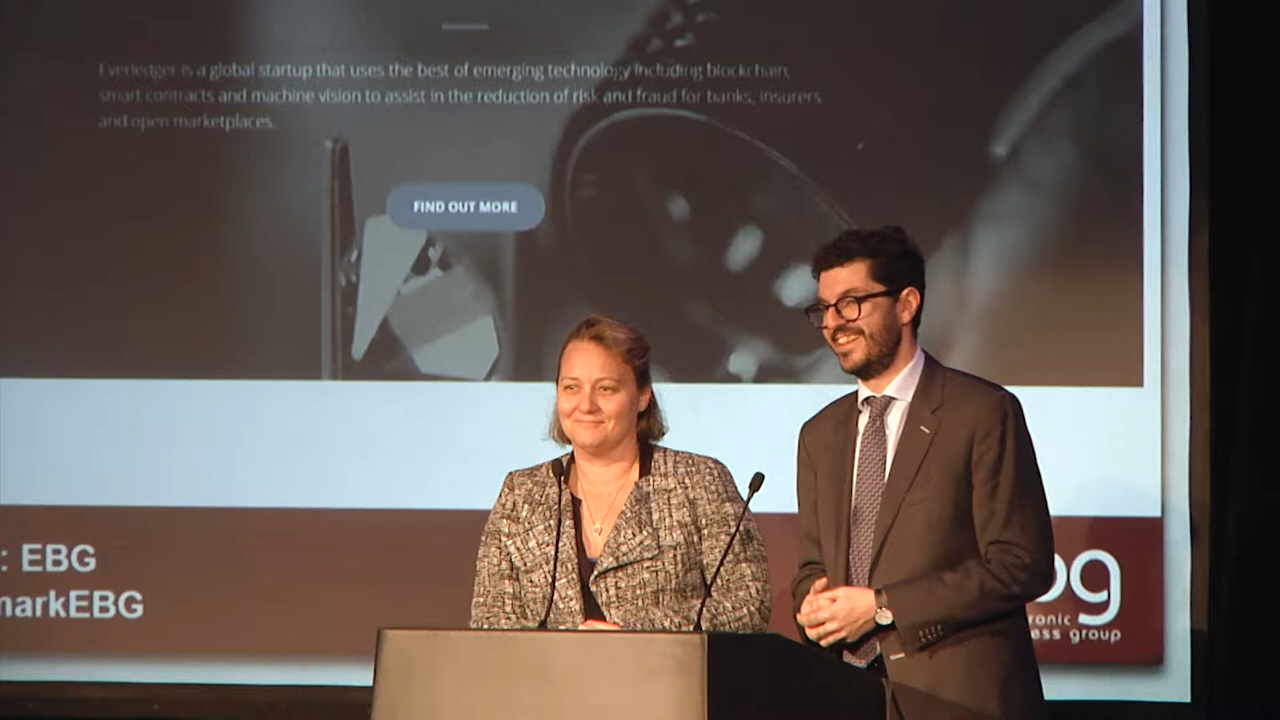 Everledger is a global startup that uses the best of emerging technology including blockchain,
smart contracts and machine vision to assist in the reduction of risk and fraud for banks, insurers
and open marketplaces.
FIND OUT MORE
: EBG
markEBG
bg
ronic
ess group